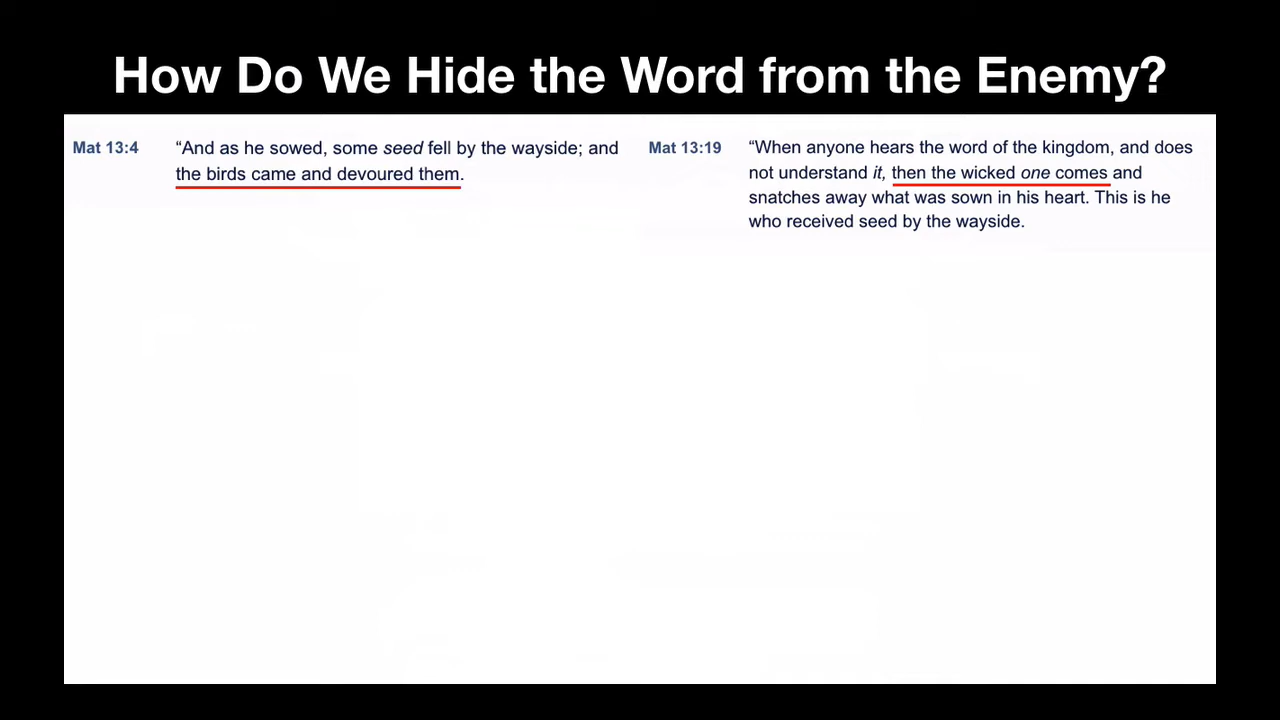 How Do We Hide the Word from the Enemy?
Mat 13:4 “And as he sowed, some seed fell by the wayside; and
the birds came and devoured them.
Mat 13:19 “When anyone hears the word of the kingdom, and does
not understand it, then the wicked one comes and
snatches away what was sown in his heart. This is he
who received seed by the wayside.